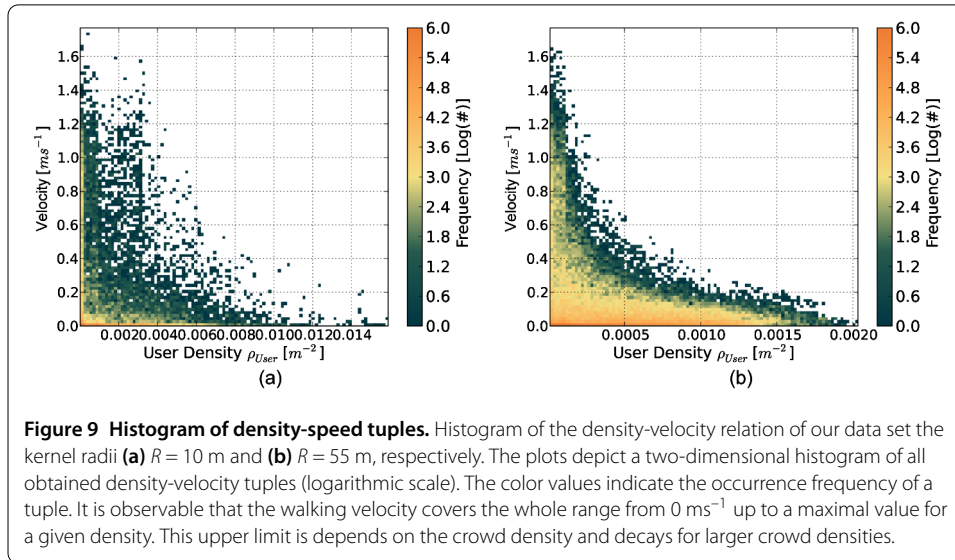 1.6
1.4
1.2
1.0
0.8
0.6
0.4
0.2
0.0
Velocity [ms⁻¹]
0.0020.0040.0060.0080.0100.0120.014
User Density ρ_User [m⁻²]
(a)
6.0
5.4
4.8
4.2
3.6
3.0
2.4
1.8
1.2
0.6
0.0
Frequency [Log(#)]
1.6
1.4
1.2
1.0
0.8
0.6
0.4
0.2
0.0
Velocity [ms⁻¹]
0.0005 0.0010 0.0015 0.0020
User Density ρ_User [m⁻²]
(b)
6.0
5.4
4.8
4.2
3.6
3.0
2.4
1.8
1.2
0.6
0.0
Frequency [Log(#)]
Figure 9 Histogram of density-speed tuples. Histogram of the density-velocity relation of our data set the
kernel radii (a) R = 10 m and (b) R = 55 m, respectively. The plots depict a two-dimensional histogram of all
obtained density-velocity tuples (logarithmic scale). The color values indicate the occurrence frequency of a
tuple. It is observable that the walking velocity covers the whole range from 0 ms⁻¹ up to a maximal value for
a given density. This upper limit is depends on the crowd density and decays for larger crowd densities.